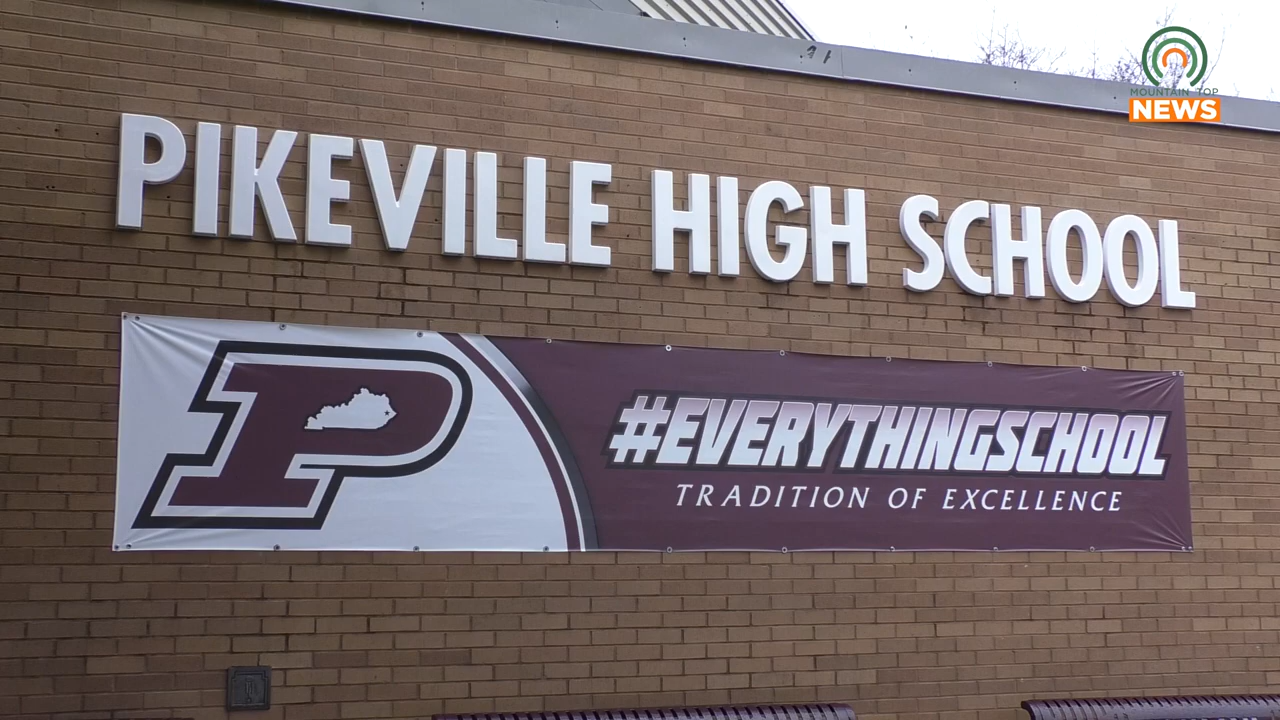 MOUNTAIN TOP
NEWS
PIKEVILLE HIGH SCHOOL
P
#EVERYTHINGSCHOOL
TRADITION OF EXCELLENCE